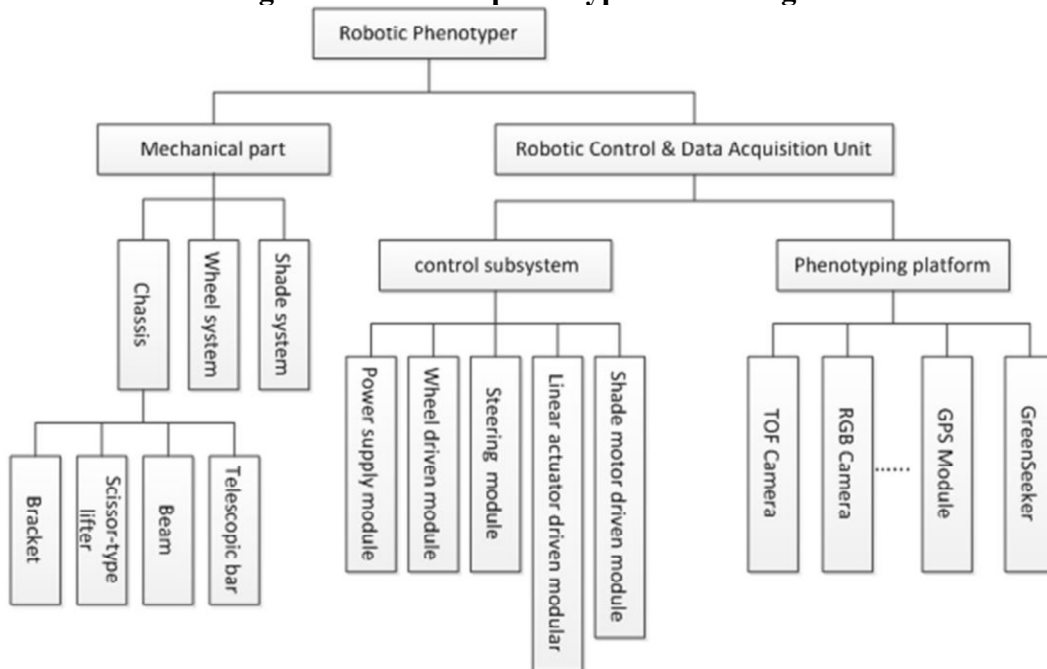 Robotic Phenotyper
Mechanical part
Robotic Control & Data Acquisition Unit
Chassis
Wheel system
Shade system
control subsystem
Phenotyping platform
Power supply module
Wheel driven module
Steering module
Linear actuator driven modular
Shade motor driven module
TOF Camera
RGB Camera
......
GPS Module
GreenSeeker
Bracket
Scissor-type
lifter
Beam
Telescopic bar